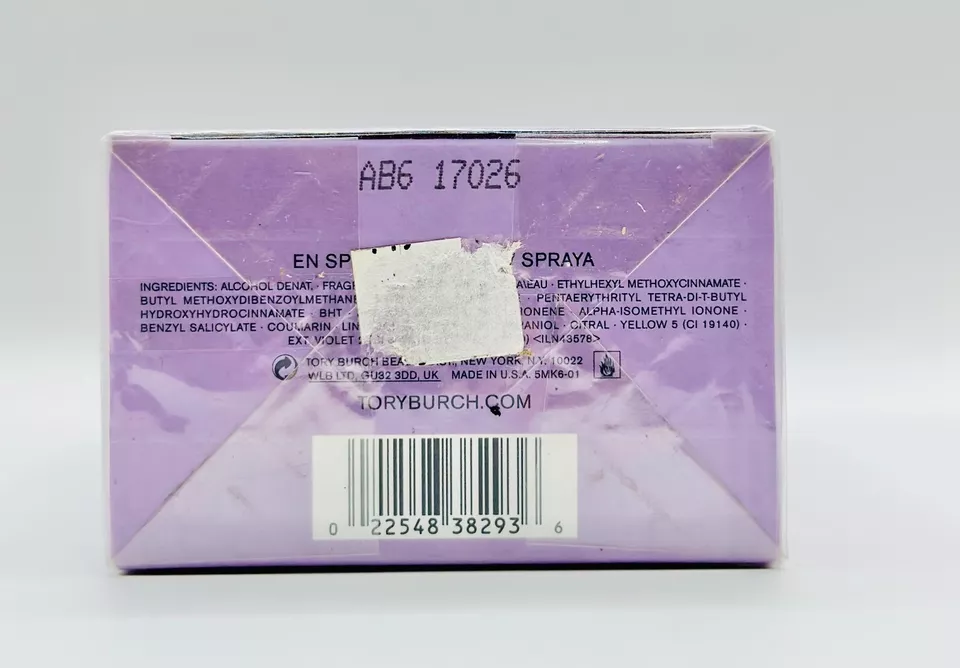 AB6 17026
EN SP SPRAYA
INGREDIENTS: ALCOHOL DENAT. · FRAG · ETHYLHEXYL METHOXYCINNAMATE ·
BUTYL METHOXYDIBENZOYLMETHANE · PENTAERYTHRITYL TETRA-DI-T-BUTYL
HYDROXYHYDROCINNAMATE · BHT ONENE · ALPHA-ISOMETHYL IONONE ·
BENZYL SALICYLATE · COUMARIN · LIN ANIOL · CITRAL · YELLOW 5 (CI 19140) ·
EXT. VIOLET 2 <ILN43578>
TORY BURCH BEA NEW YORK, N.Y. 10022
WLB LTD, GU32 3DD, UK MADE IN U.S.A. 5MK6-01
TORYBURCH.COM
0 22548 38293 6